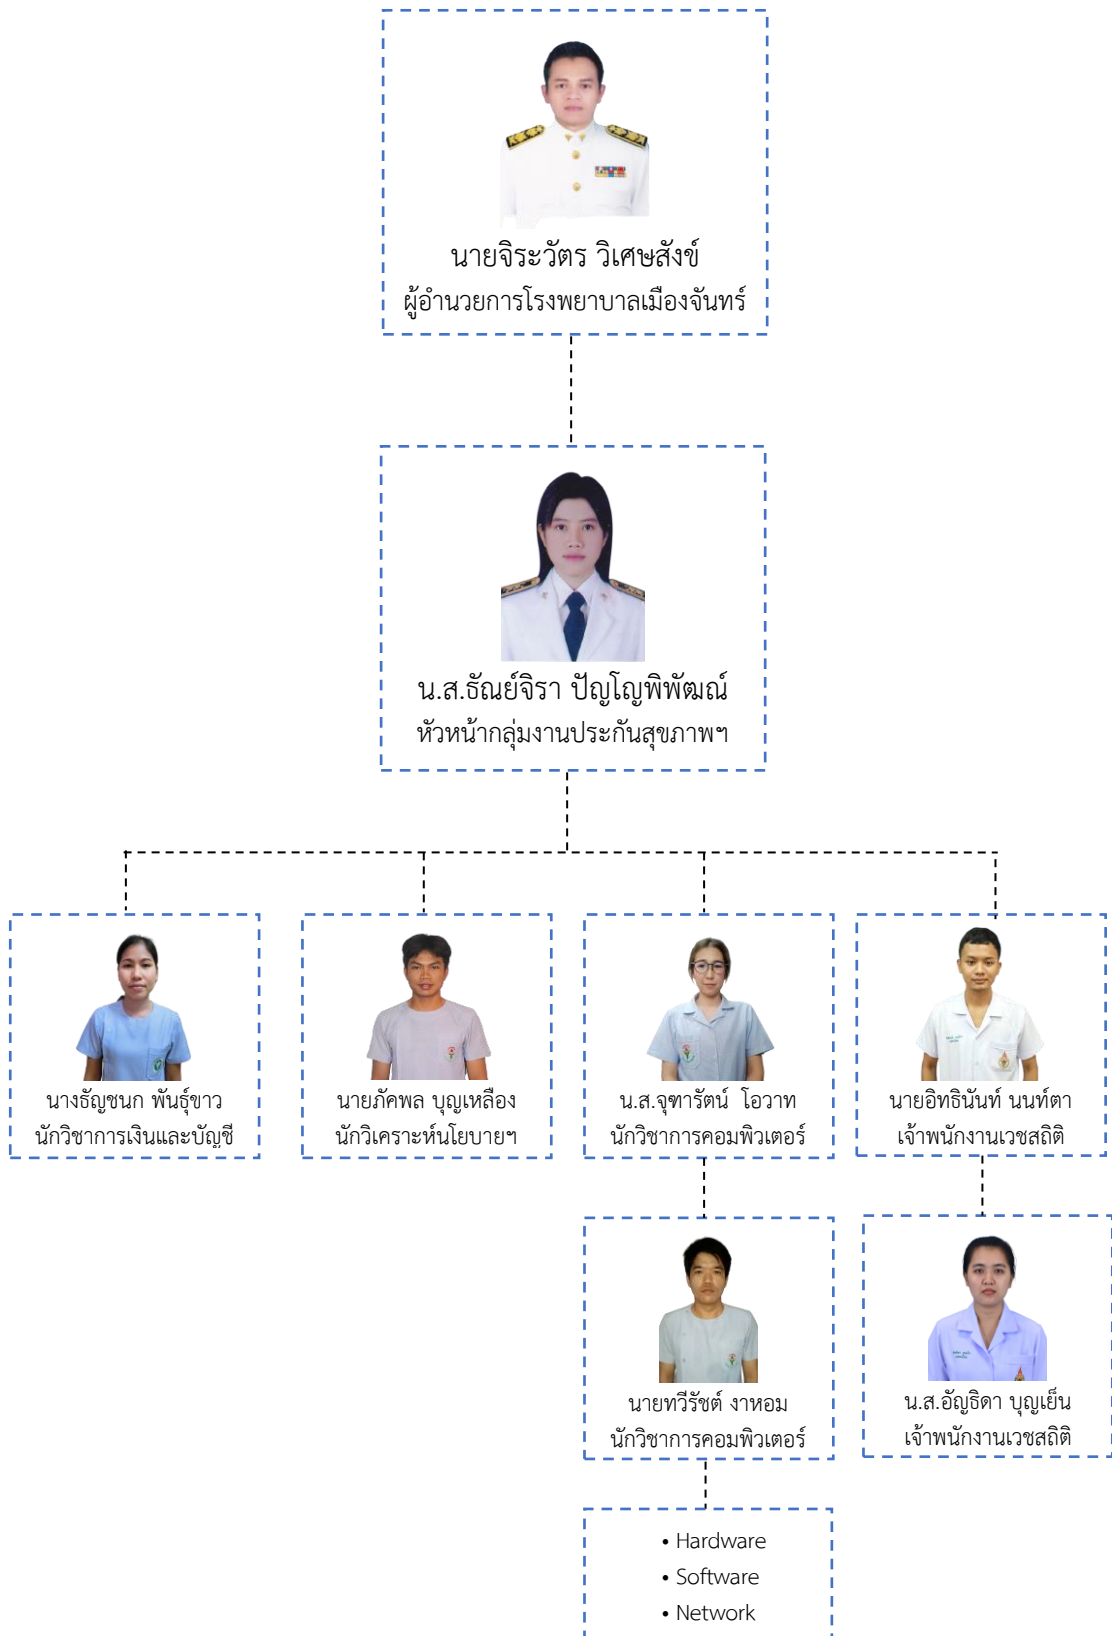 นายจิระวัตร วิเศษสังข์
ผู้อำนวยการโรงพยาบาลเมืองจันทร์
น.ส.ธัณย์จิรา ปัญโญพิพัฒณ์
หัวหน้ากลุ่มงานประกันสุขภาพฯ
นางธัญชนก พันธุ์ขาว
นักวิชาการเงินและบัญชี
นายภัคพล บุญเหลือง
นักวิเคราะห์นโยบายฯ
น.ส.จุฑารัตน์ โอวาท
นักวิชาการคอมพิวเตอร์
นายอิทธินันท์ นนท์ตา
เจ้าพนักงานเวชสถิติ
นายทวีรัชต์ งาหอม
นักวิชาการคอมพิวเตอร์
น.ส.อัญธิดา บุญเย็น
เจ้าพนักงานเวชสถิติ
• Hardware
• Software
• Network